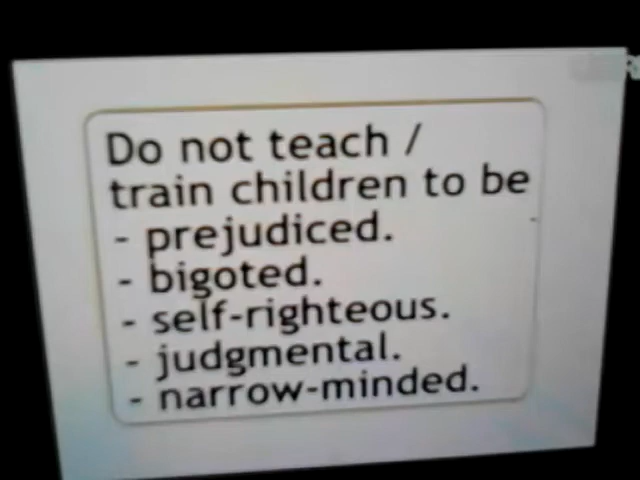 Do not teach /
train children to be
- prejudiced.
- bigoted.
- self-righteous.
- judgmental.
- narrow-minded.